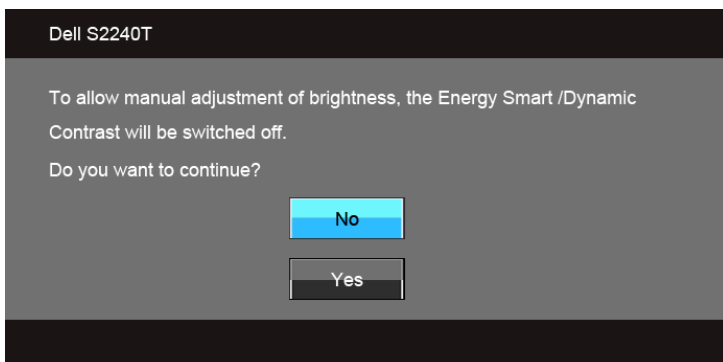 Dell S2240T
To allow manual adjustment of brightness, the Energy Smart /Dynamic
Contrast will be switched off.
Do you want to continue?
No
Yes